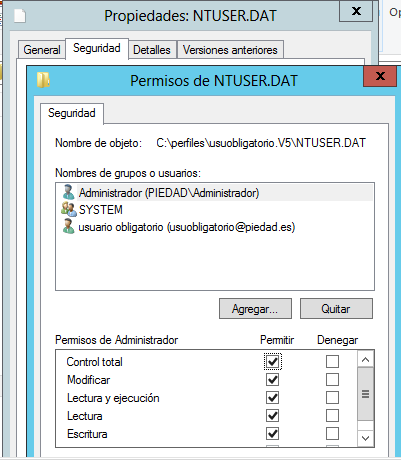 Propiedades: NTUSER.DAT
General Seguridad Detalles Versiones anteriores
Permisos de NTUSER.DAT
Seguridad
Nombre de objeto: C:\perfiles\usuobligatorio.V5\NTUSER.DAT
Nombres de grupos o usuarios:
Administrador (PIEDAD\Administrador)
SYSTEM
usuario obligatorio (usuobligatorio@piedad.es)
Agregar... Quitar
Permisos de Administrador Permitir Denegar
Control total
Modificar
Lectura y ejecución
Lectura
Escritura